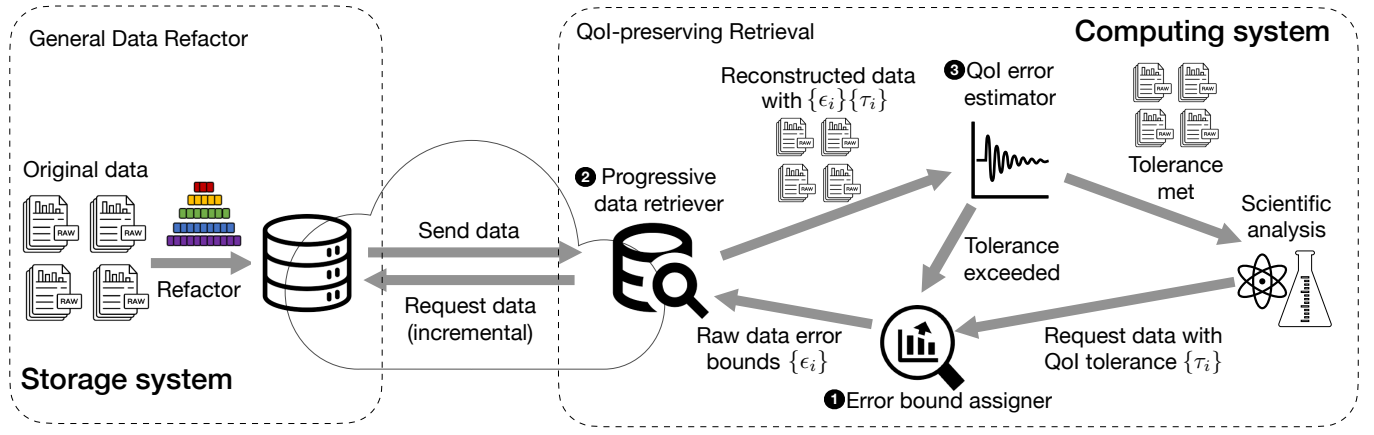 General Data Refactor
Original data
RAW
RAW
RAW
RAW
Refactor
Storage system
Send data
Request data
(incremental)
QoI-preserving Retrieval
Computing system
❷ Progressive
data retriever
Reconstructed data
with {ϵᵢ}{τᵢ}
RAW
RAW
RAW
RAW
❸QoI error
estimator
RAW
RAW
RAW
RAW
Tolerance
met
Scientific
analysis
Tolerance
exceeded
Raw data error
bounds {ϵᵢ}
Request data with
QoI tolerance {τᵢ}
❶Error bound assigner